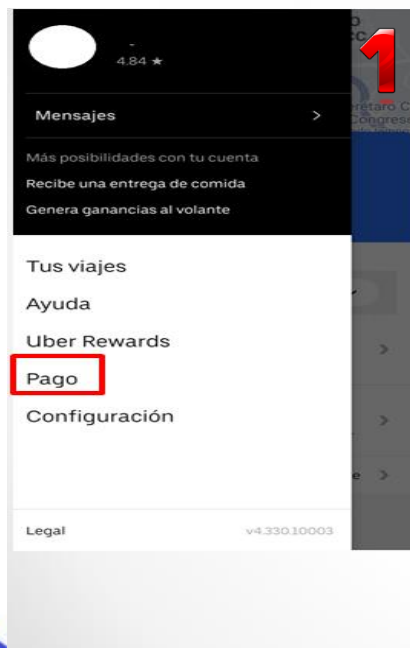 1
-
4.84 ★
Mensajes >
Más posibilidades con tu cuenta
Recibe una entrega de comida
Genera ganancias al volante
Tus viajes
Ayuda
Uber Rewards
Pago
Configuración
Legal
v4.330.10003